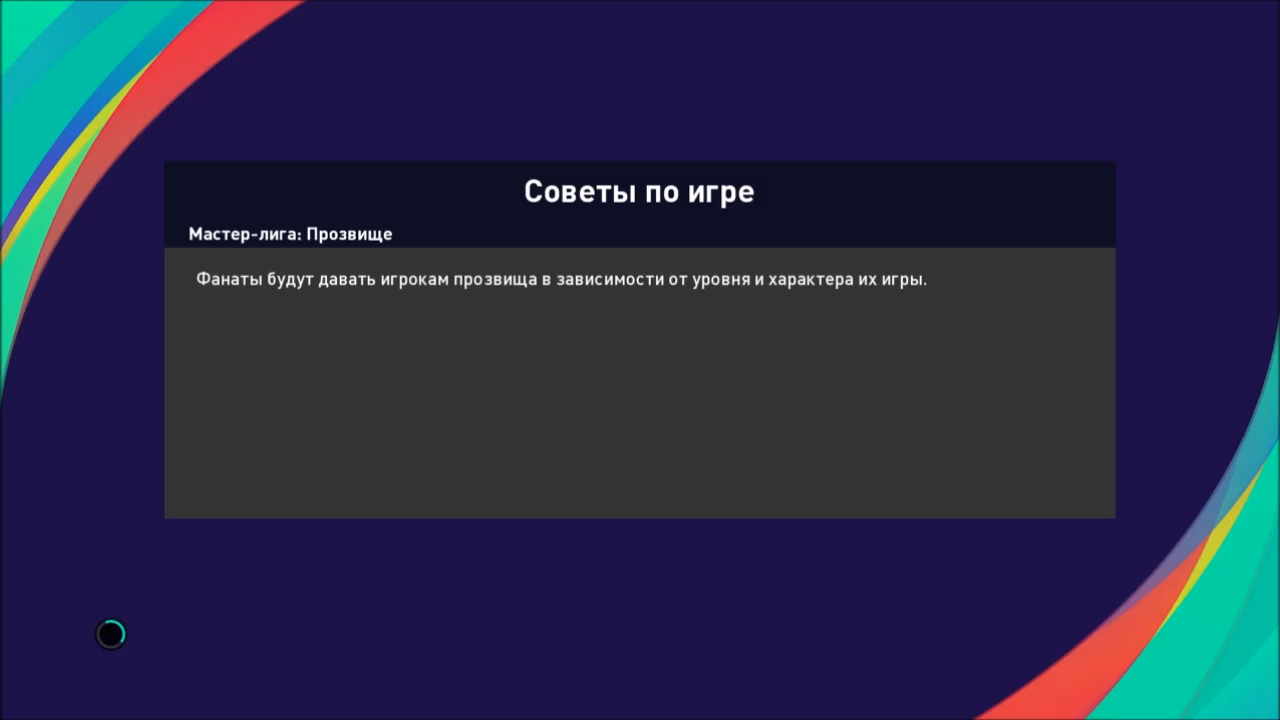 Советы по игре
Мастер-лига: Прозвище
Фанаты будут давать игрокам прозвища в зависимости от уровня и характера их игры.